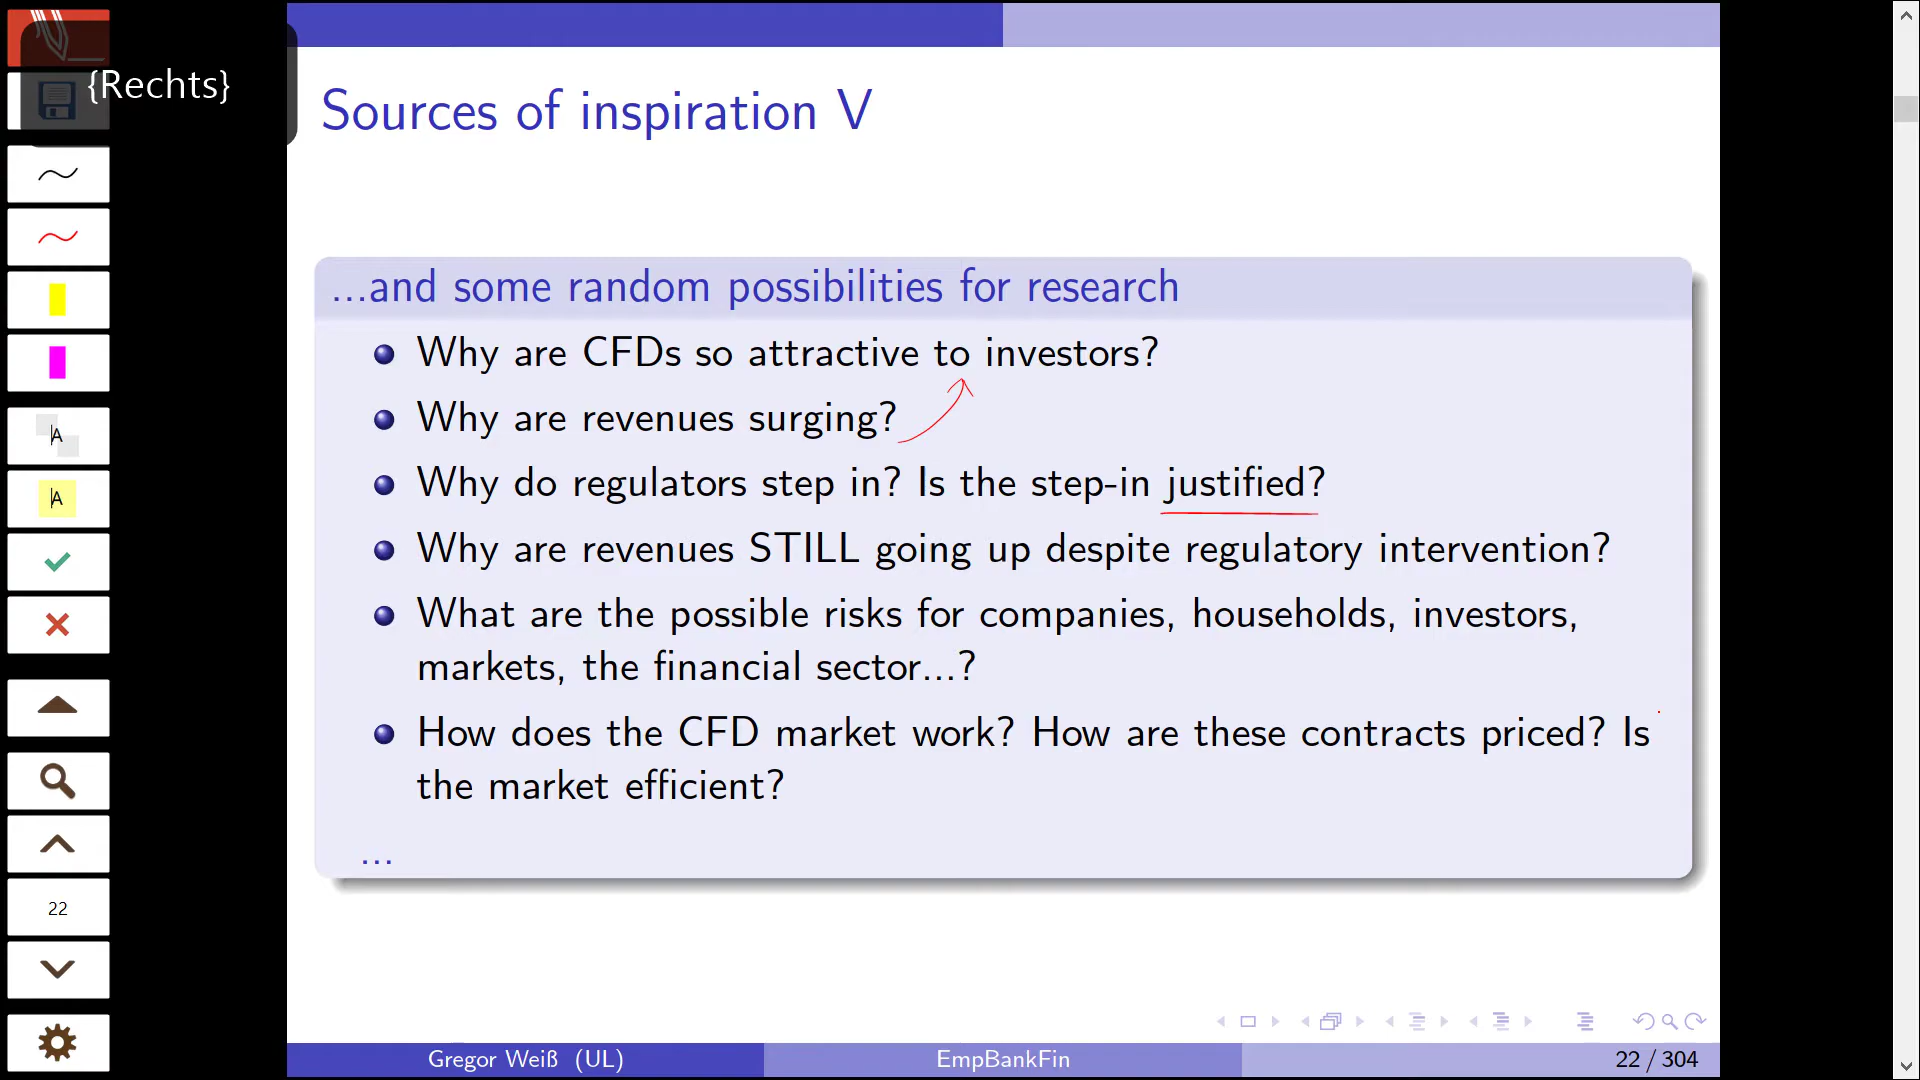 {Rechts}
Sources of inspiration V
...and some random possibilities for research
Why are CFDs so attractive to investors?
Why are revenues surging?
Why do regulators step in? Is the step-in justified?
Why are revenues STILL going up despite regulatory intervention?
What are the possible risks for companies, households, investors,
markets, the financial sector...?
How does the CFD market work? How are these contracts priced? Is
the market efficient?
...
A
A
22
Gregor Weiß (UL) EmpBankFin 22 / 304